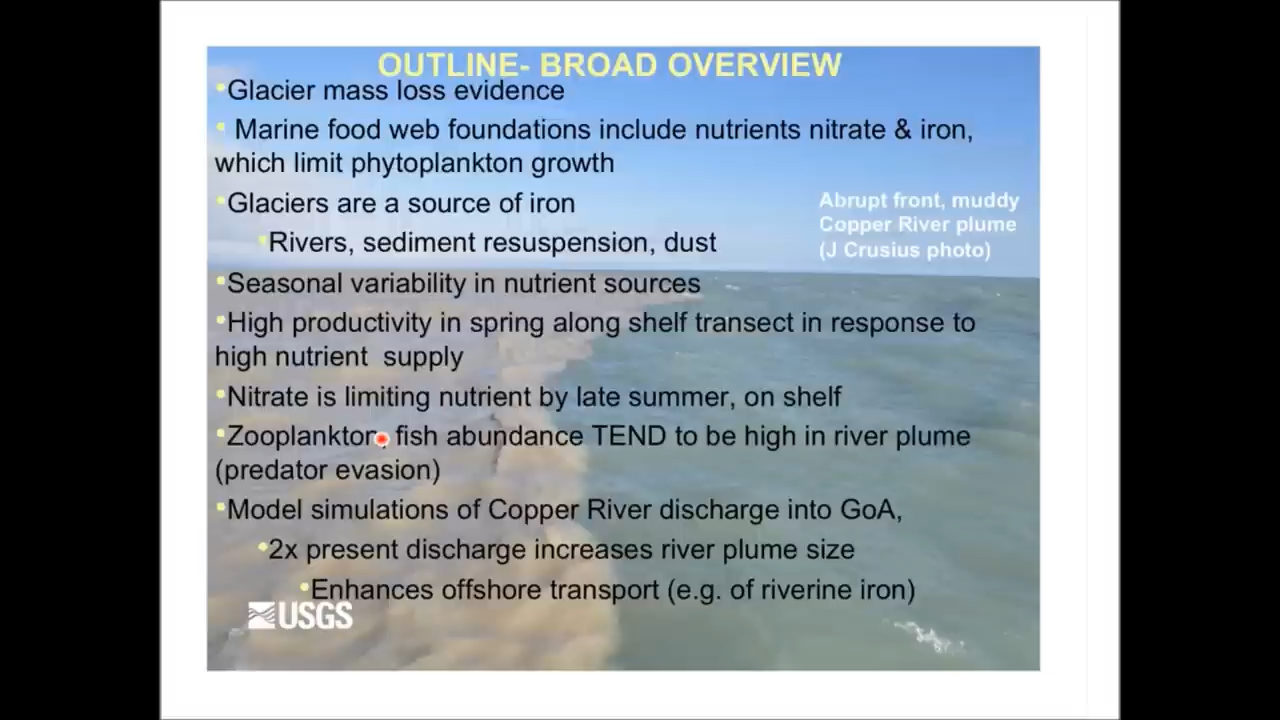 OUTLINE- BROAD OVERVIEW
•Glacier mass loss evidence
• Marine food web foundations include nutrients nitrate & iron,
which limit phytoplankton growth
•Glaciers are a source of iron
•Rivers, sediment resuspension, dust
Abrupt front, muddy
Copper River plume
(J Crusius photo)
•Seasonal variability in nutrient sources
•High productivity in spring along shelf transect in response to
high nutrient  supply
•Nitrate is limiting nutrient by late summer, on shelf
•Zooplankton, fish abundance TEND to be high in river plume
(predator evasion)
•Model simulations of Copper River discharge into GoA,
•2x present discharge increases river plume size
•Enhances offshore transport (e.g. of riverine iron)
USGS